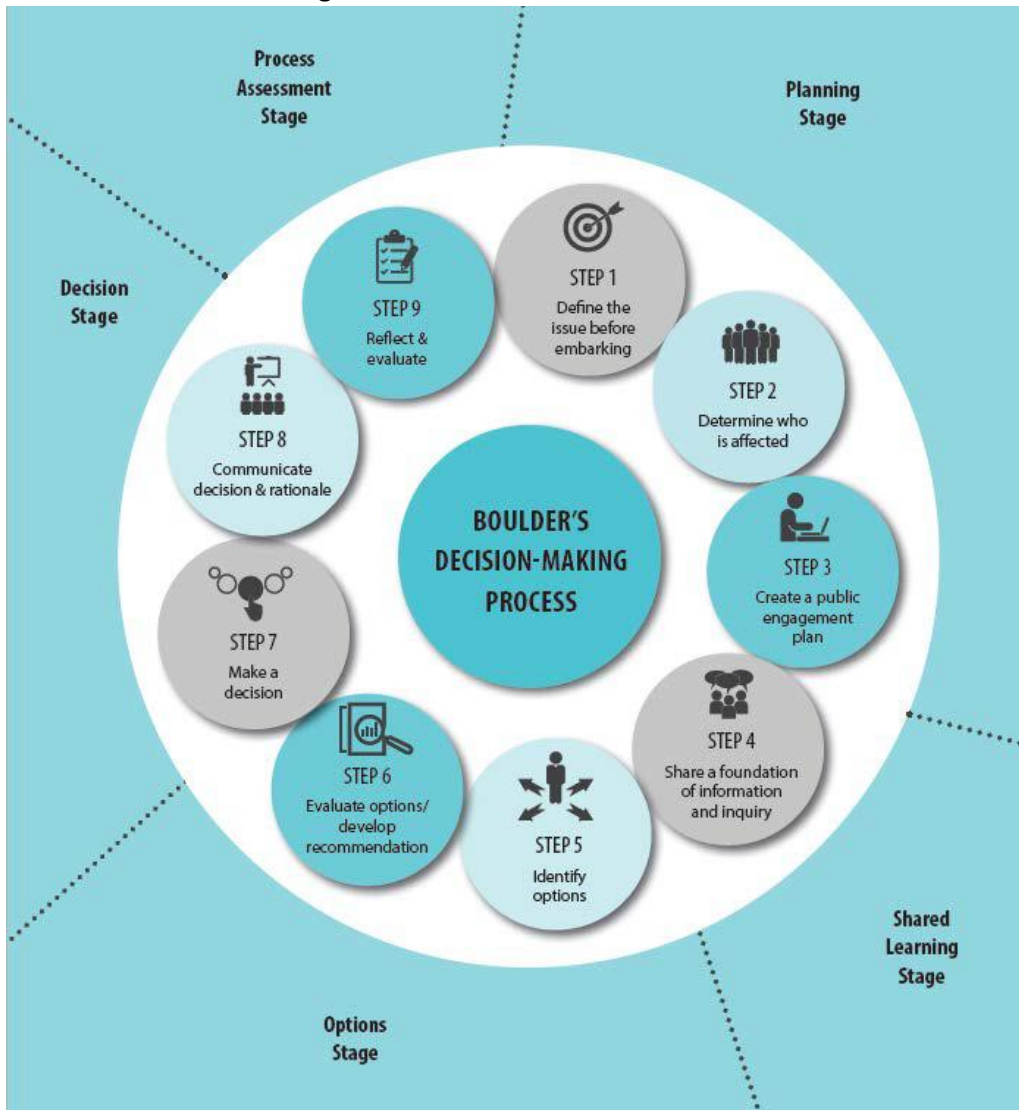 Process
Assessment
Stage
Planning
Stage
Decision
Stage
STEP 1
Define the
issue before
embarking
STEP 2
Determine who
is affected
STEP 3
Create a public
engagement
plan
STEP 4
Share a foundation
of information
and inquiry
STEP 5
Identify
options
STEP 6
Evaluate options/
develop
recommendation
STEP 7
Make a
decision
STEP 8
Communicate
decision & rationale
STEP 9
Reflect &
evaluate
BOULDER'S
DECISION-MAKING
PROCESS
Shared
Learning
Stage
Options
Stage